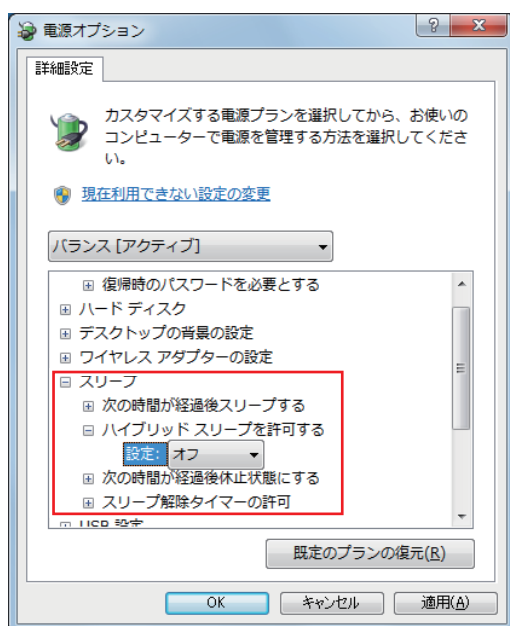 電源オプション
詳細設定
カスタマイズする電源プランを選択してから、お使いの
コンピューターで電源を管理する方法を選択してくださ
い。
現在利用できない設定の変更
バランス [アクティブ]
復帰時のパスワードを必要とする
ハード ディスク
デスクトップの背景の設定
ワイヤレス アダプターの設定
スリープ
次の時間が経過後スリープする
ハイブリッド スリープを許可する
設定: オフ
次の時間が経過後休止状態にする
スリープ解除タイマーの許可
USB 設定
既定のプランの復元(R)
OK キャンセル 適用(A)